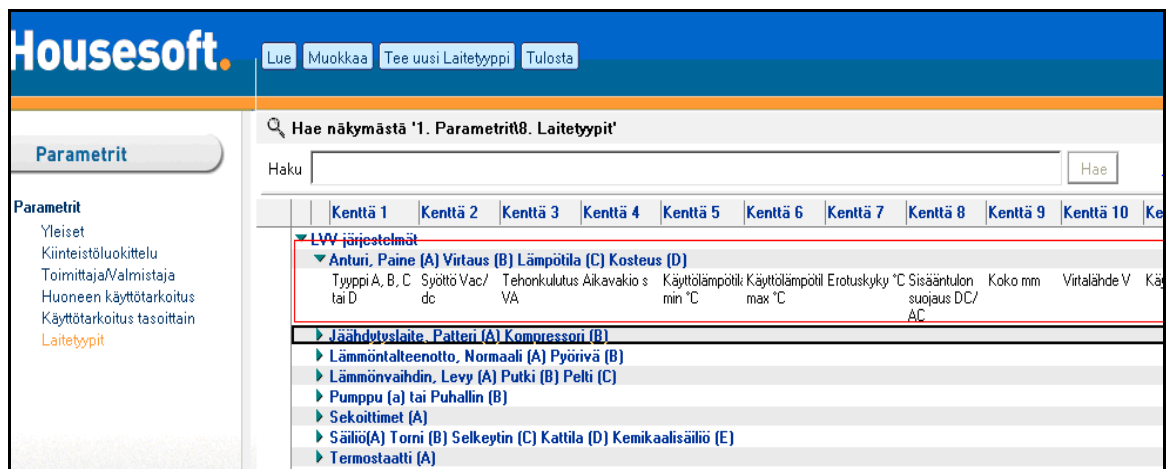 Housesoft.
Lue Muokkaa Tee uusi Laitetyyppi Tulosta
Hae näkymästä '1. Parametrit\8. Laitetyypit'
Parametrit
Haku Hae
Parametrit
Yleiset
Kiinteistöluokittelu
Toimittaja/Valmistaja
Huoneen käyttötarkoitus
Käyttötarkoitus tasoittain
Laitetyypit
Kenttä 1 Kenttä 2 Kenttä 3 Kenttä 4 Kenttä 5 Kenttä 6 Kenttä 7 Kenttä 8 Kenttä 9 Kenttä 10 Ke
LVV järjestelmät
Anturi, Paine (A) Virtaus (B) Lämpötila (C) Kosteus (D)
Tyyppi A, B, C Syöttö Vac/ Tehonkulutus Aikavakio s Käyttölämpötila Käyttölämpötil Erotuskyky °C Sisääntulon Koko mm Virtalähde V Käy
tai D dc VA min °C max °C suojaus DC/
AC
Jäähdytyslaite, Patteri (A) Kompressori (B)
Lämmöntalteenotto, Normaali (A) Pyörivä (B)
Lämmönvaihdin, Levy (A) Putki (B) Pelti (C)
Pumppu (a) tai Puhallin (B)
Sekoittimet (A)
Säiliö(A) Torni (B) Selkeytin (C) Kattila (D) Kemikaalisäiliö (E)
Termostaatti (A)